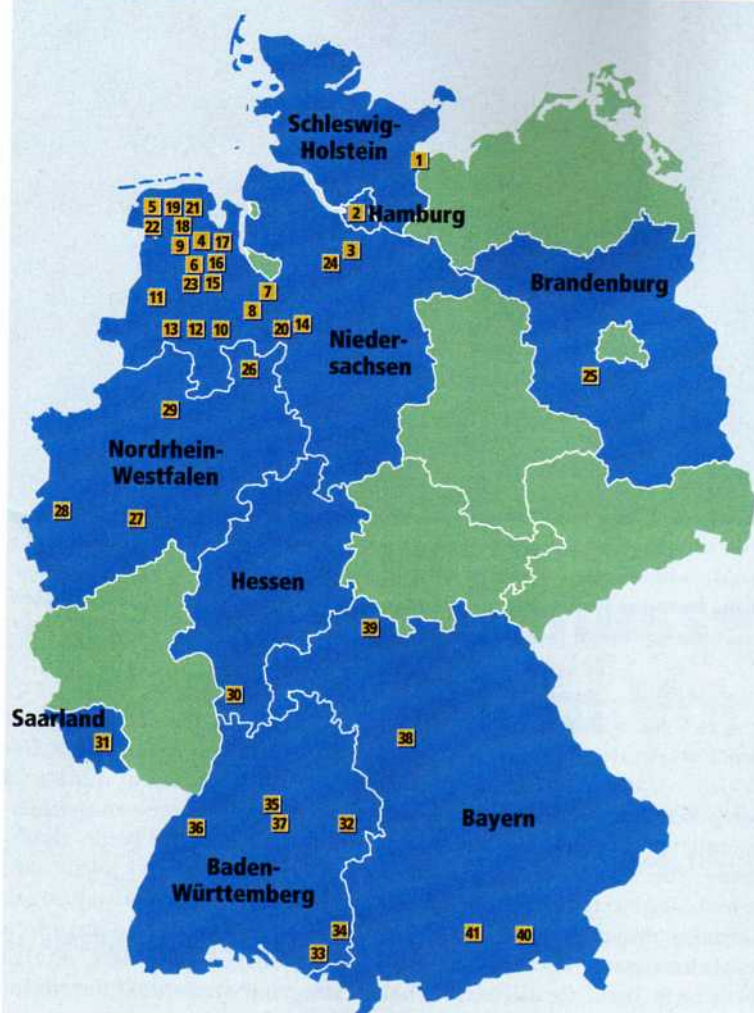 Schleswig-
Holstein
1
5 19 21
2
Hamburg
22 18
9 4 17
3
6 16
24
23 15
7
Brandenburg
11
8
13 12 10
20 14
Nieder-
sachsen
26
25
29
Nordrhein-
Westfalen
28
27
Hessen
39
30
Saarland
31
38
35
36
37
32
Bayern
Baden-
Württemberg
34
41
40
33